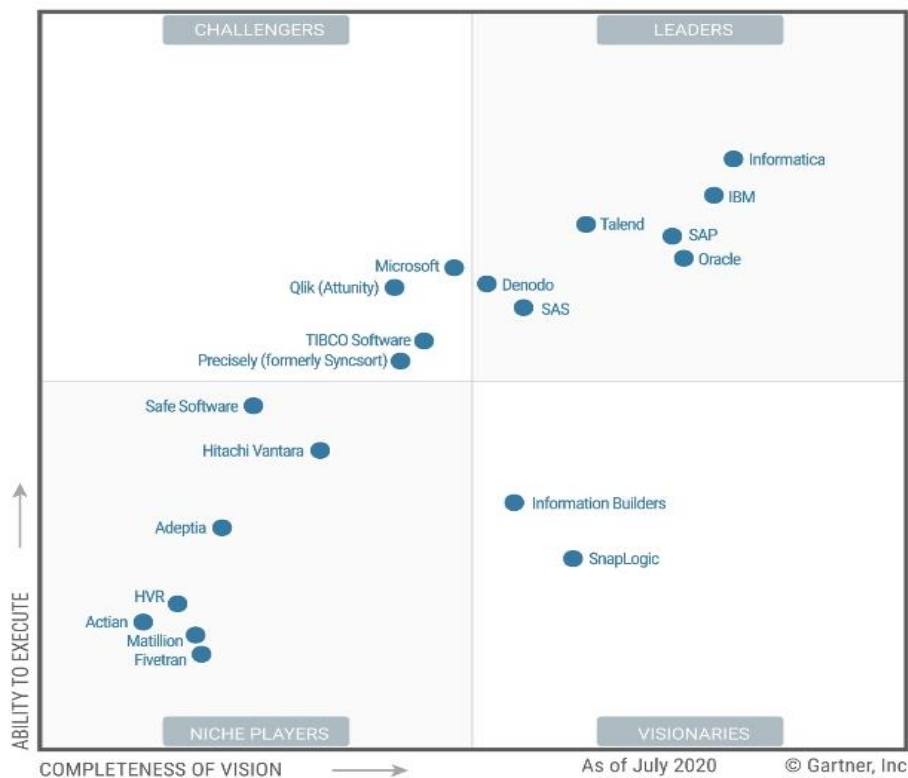 CHALLENGERS
LEADERS
Informatica
IBM
Talend
SAP
Oracle
Microsoft
Qlik (Attunity)
Denodo
SAS
TIBCO Software
Precisely (formerly Syncsort)
Safe Software
Hitachi Vantara
Information Builders
Adeptia
SnapLogic
HVR
Actian
Matillion
Fivetran
ABILITY TO EXECUTE
NICHE PLAYERS
VISIONARIES
COMPLETENESS OF VISION
As of July 2020
© Gartner, Inc